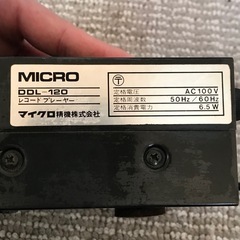 MICRO
DDL-120
レコードプレーヤー
マイクロ精機株式会社
〒
定格電圧 AC100V
定格周波数 50Hz/60Hz
定格消費電力 6.5W